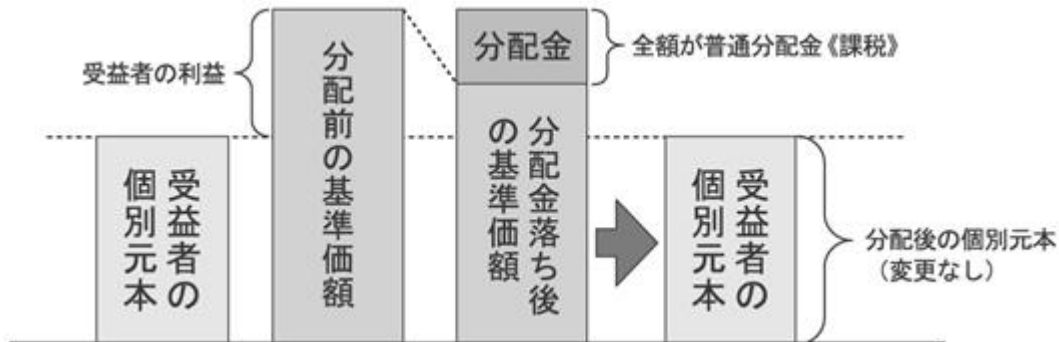 受益者の利益
受益者の
個別元本
分配前の基準価額
分配金
全額が普通分配金《課税》
分配金落ち後
の基準価額
受益者の
個別元本
分配後の個別元本
（変更なし）